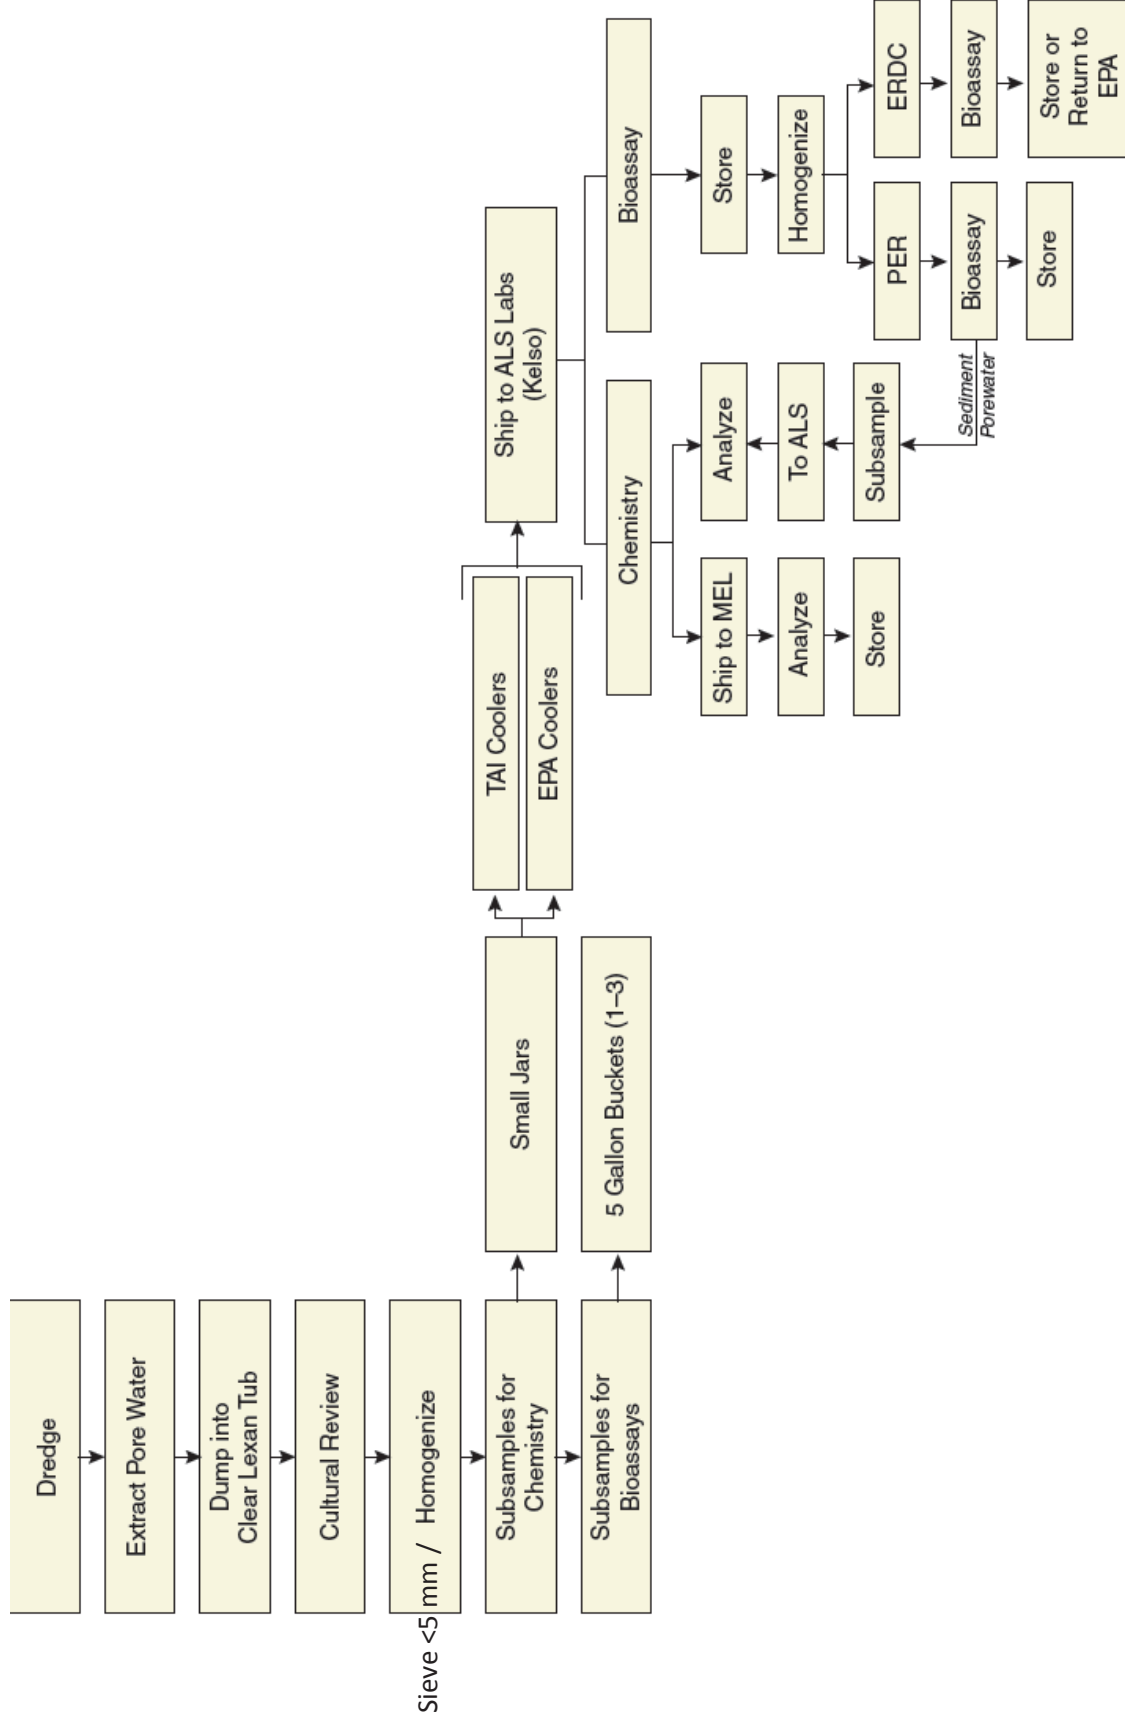 Dredge
Extract Pore Water
Dump into
Clear Lexan Tub
Cultural Review
Sieve <5 mm / Homogenize
Subsamples for
Chemistry
Subsamples for
Bioassays
Small Jars
5 Gallon Buckets (1–3)
TAI Coolers
EPA Coolers
Ship to ALS Labs
(Kelso)
Chemistry
Bioassay
Ship to MEL
Analyze
Store
Analyze
To ALS
Subsample
Sediment
Porewater
Store
Homogenize
PER
Bioassay
Store
ERDC
Bioassay
Store or
Return to
EPA